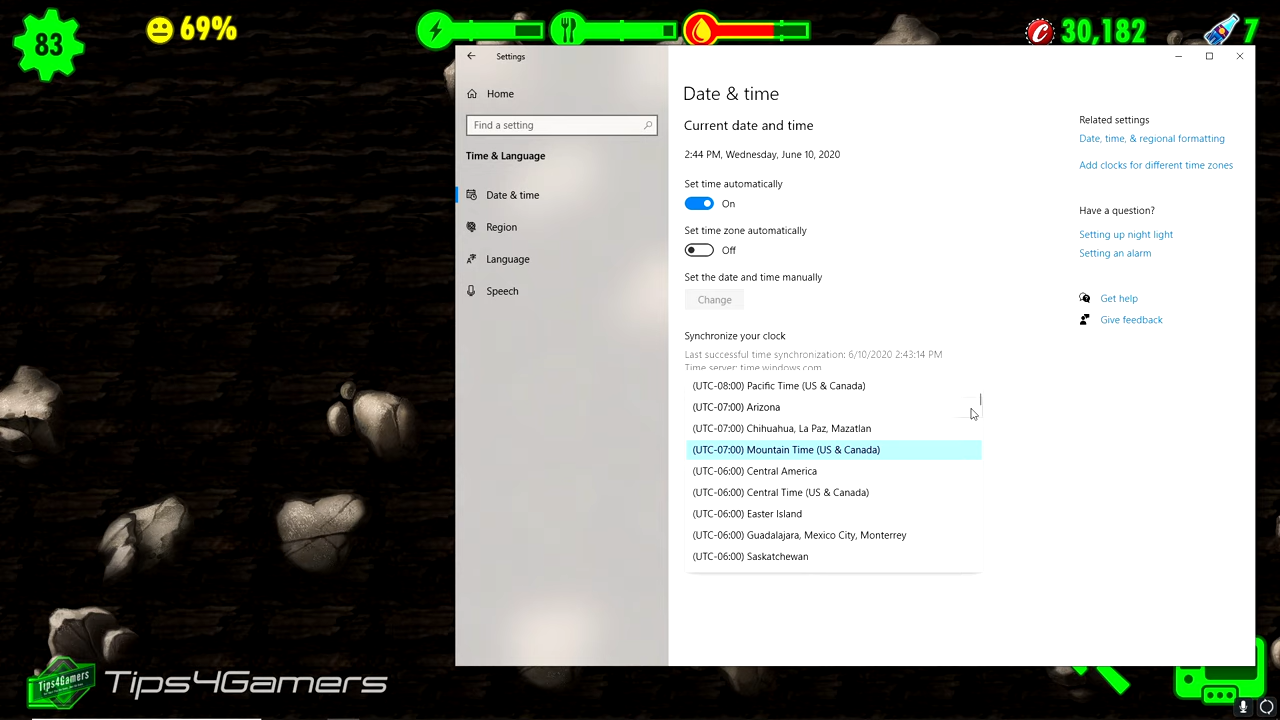 83
69%
30,182
7
Settings
Home
Find a setting
Time & Language
Date & time
Region
Language
Speech
Date & time
Current date and time
2:44 PM, Wednesday, June 10, 2020
Set time automatically
On
Set time zone automatically
Off
Set the date and time manually
Change
Synchronize your clock
Last successful time synchronization: 6/10/2020 2:43:14 PM
Time server: time.windows.com
(UTC-08:00) Pacific Time (US & Canada)
(UTC-07:00) Arizona
(UTC-07:00) Chihuahua, La Paz, Mazatlan
(UTC-07:00) Mountain Time (US & Canada)
(UTC-06:00) Central America
(UTC-06:00) Central Time (US & Canada)
(UTC-06:00) Easter Island
(UTC-06:00) Guadalajara, Mexico City, Monterrey
(UTC-06:00) Saskatchewan
Related settings
Date, time, & regional formatting
Add clocks for different time zones
Have a question?
Setting up night light
Setting an alarm
Get help
Give feedback
Tips4Gamers
Tips4Gamers